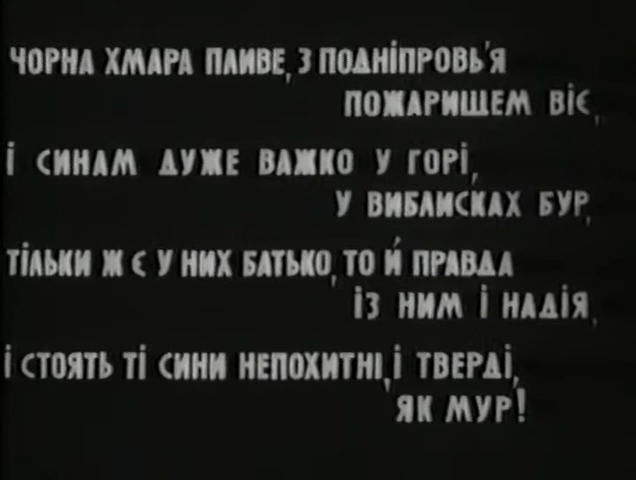 ЧОРНА ХМАРА ПЛИВЕ, З ПОДНІПРОВЬ'Я
ПОЖАРИЩЕМ ВІЄ,
І СИНАМ ДУЖЕ ВАЖКО У ГОРІ,
У ВИБЛИСКАХ БУР,
ТІЛЬКИ Ж Є У НИХ БАТЬКО, ТО Й ПРАВДА
ІЗ НИМ І НАДІЯ,
І СТОЯТЬ ТІ СИНИ НЕПОХИТНІ, І ТВЕРДІ,
ЯК МУР!